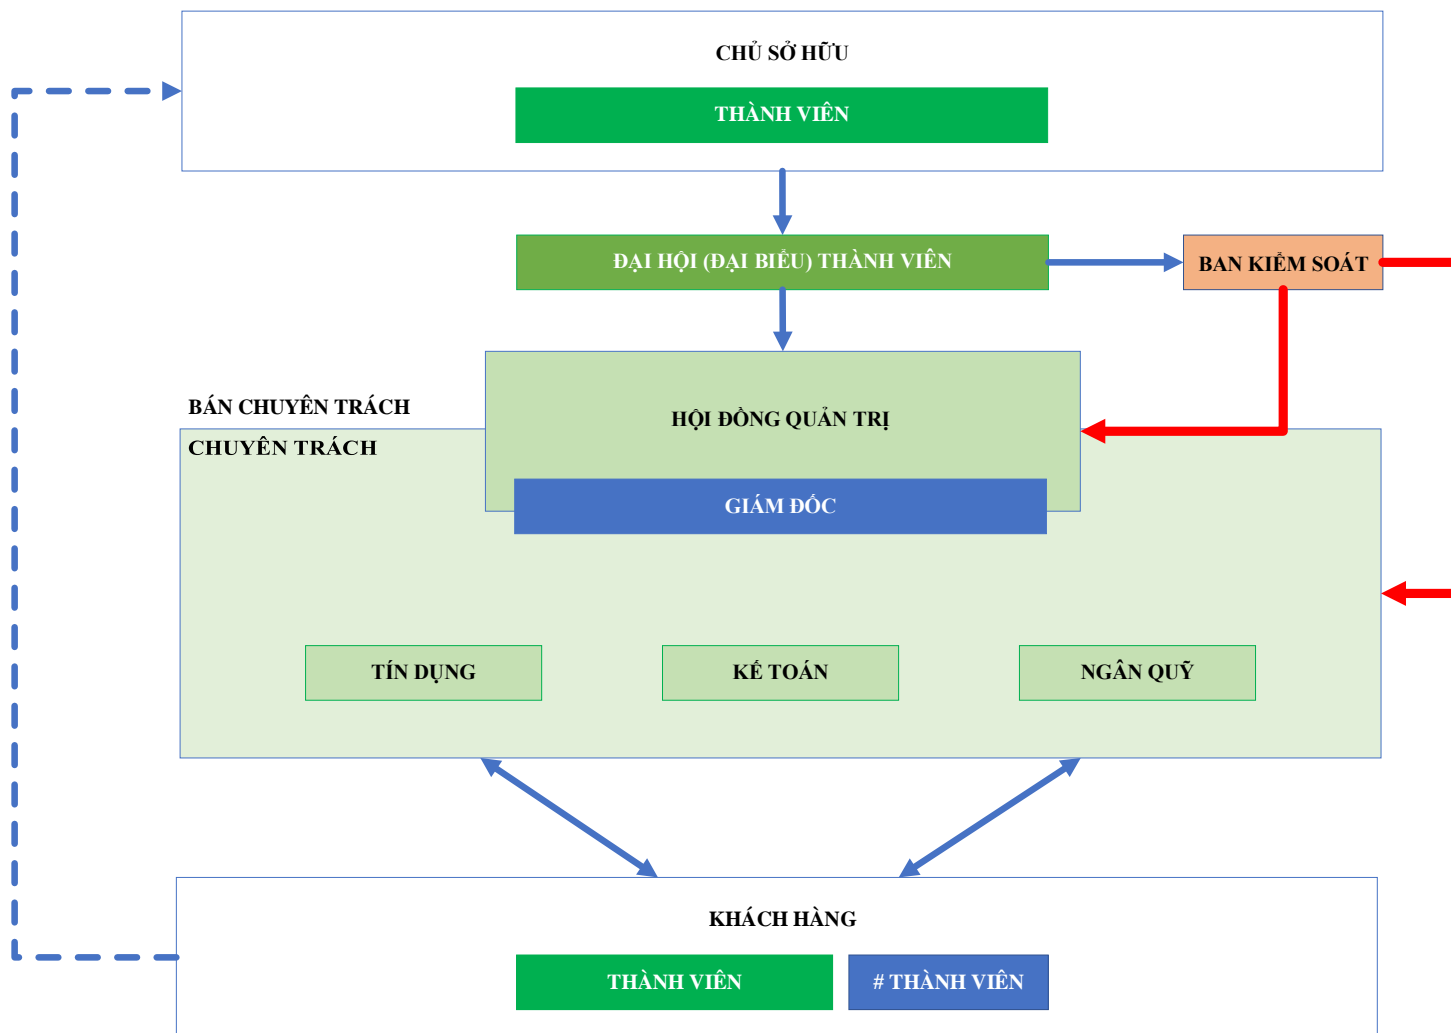 CHỦ SỞ HỮU
THÀNH VIÊN
ĐẠI HỘI (ĐẠI BIỂU) THÀNH VIÊN
BAN KIỂM SOÁT
BÁN CHUYÊN TRÁCH
HỘI ĐỒNG QUẢN TRỊ
CHUYÊN TRÁCH
GIÁM ĐỐC
TÍN DỤNG
KẾ TOÁN
NGÂN QUỸ
KHÁCH HÀNG
THÀNH VIÊN
# THÀNH VIÊN